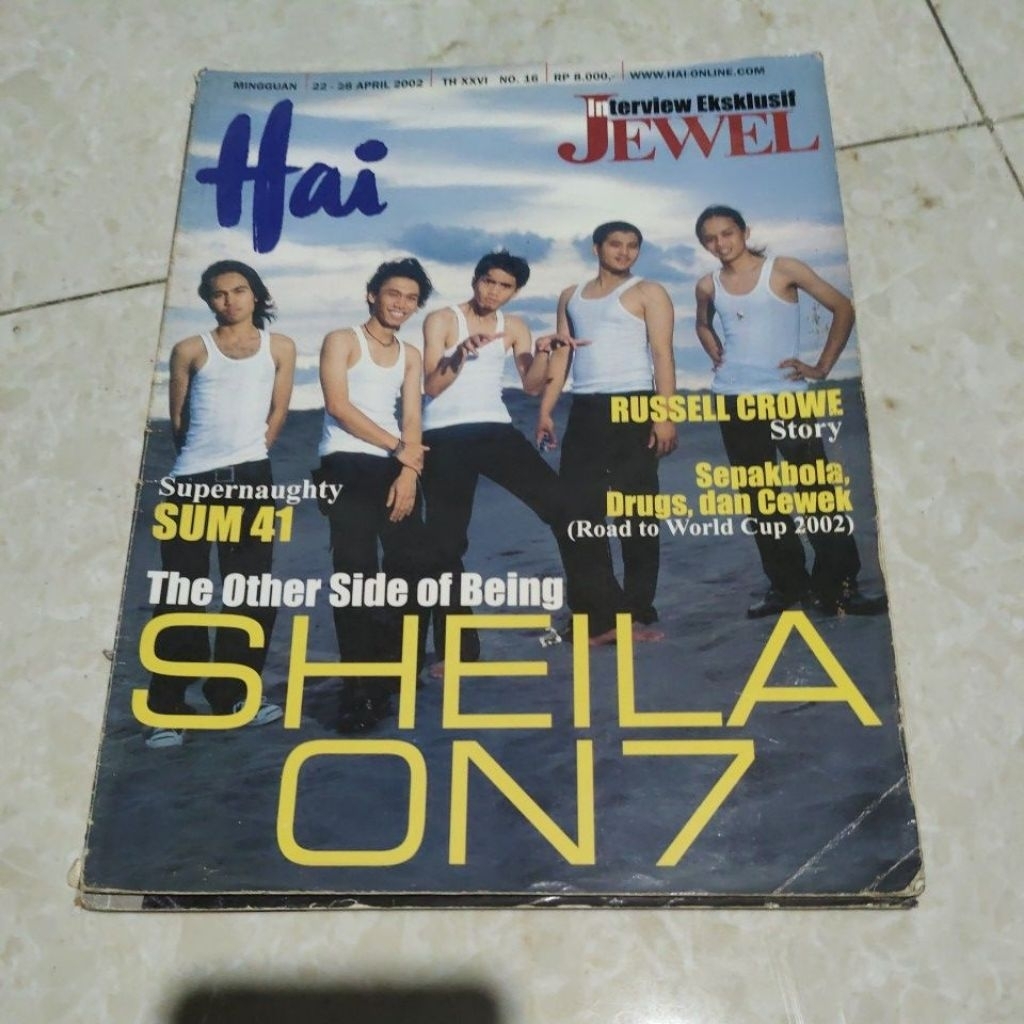 MINGGUAN | 22 - 28 APRIL 2002 | TH XXVI NO. 16 | RP 8.000,- | WWW.HAI-ONLINE.COM
Hai
Interview Eksklusif
JEWEL
RUSSELL CROWE
Story
Sepakbola,
Drugs, dan Cewek
(Road to World Cup 2002)
Supernaughty
SUM 41
The Other Side of Being
SHEILA
ON7